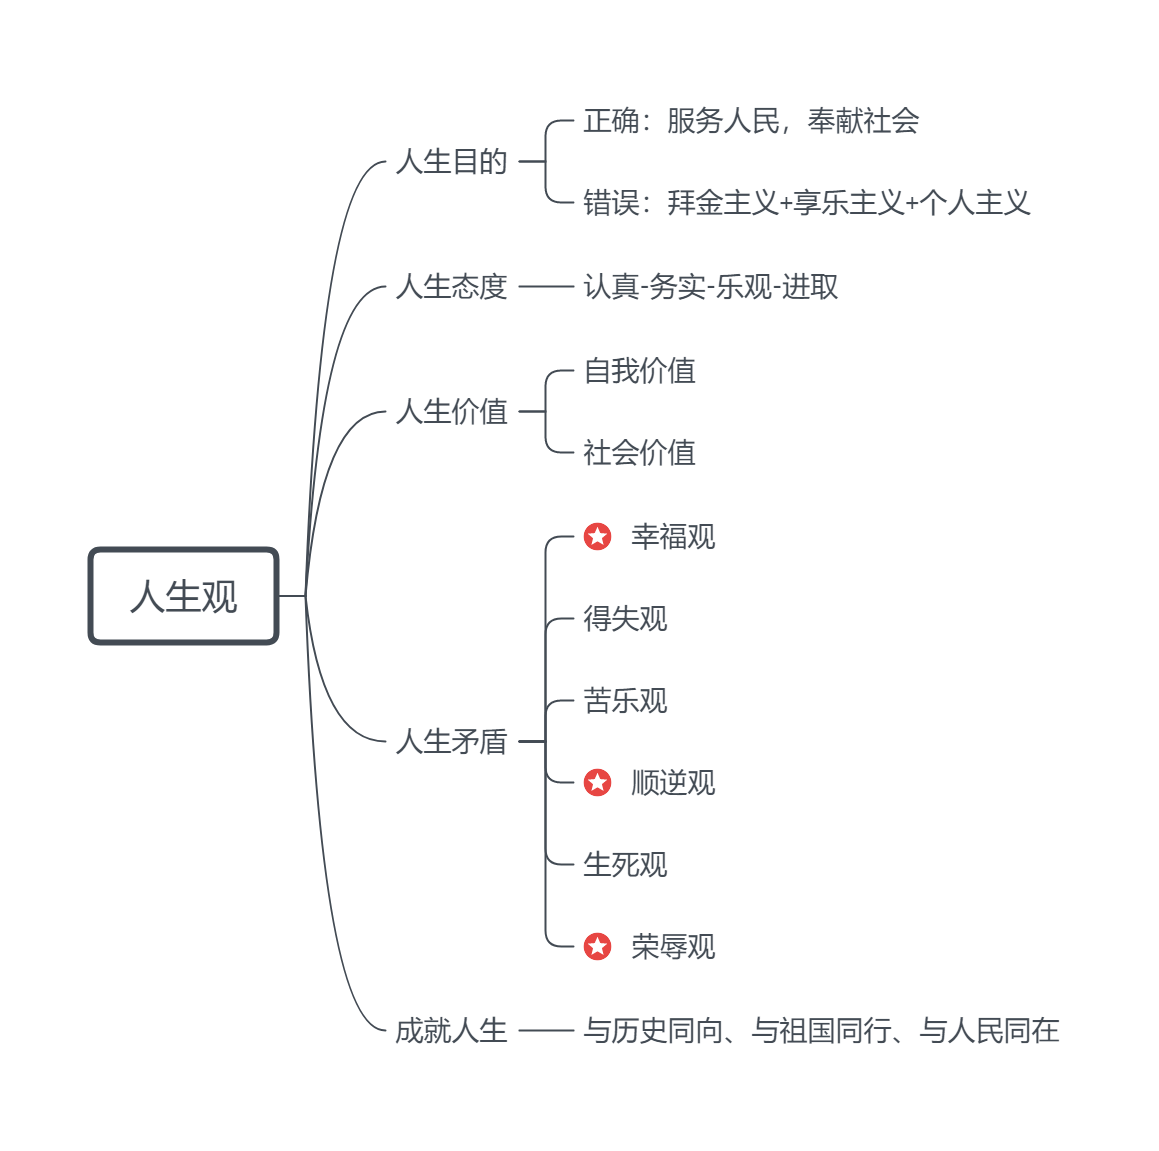 人生观
人生目的
正确：服务人民，奉献社会
错误：拜金主义+享乐主义+个人主义
人生态度
认真-务实-乐观-进取
人生价值
自我价值
社会价值
人生矛盾
幸福观
得失观
苦乐观
顺逆观
生死观
荣辱观
成就人生
与历史同向、与祖国同行、与人民同在